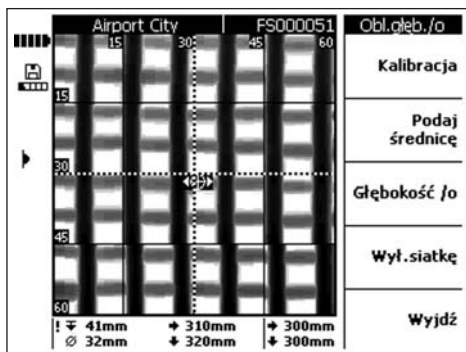 Airport City FS000051 Obl.głęb./o
15 30 45 60
15
30
45
60
Kalibracja
Podaj
średnicę
Głębokość /o
Wył.siatkę
Wyjdź
! 41mm → 310mm → 300mm
Ø 32mm ↓ 320mm ↓ 300mm